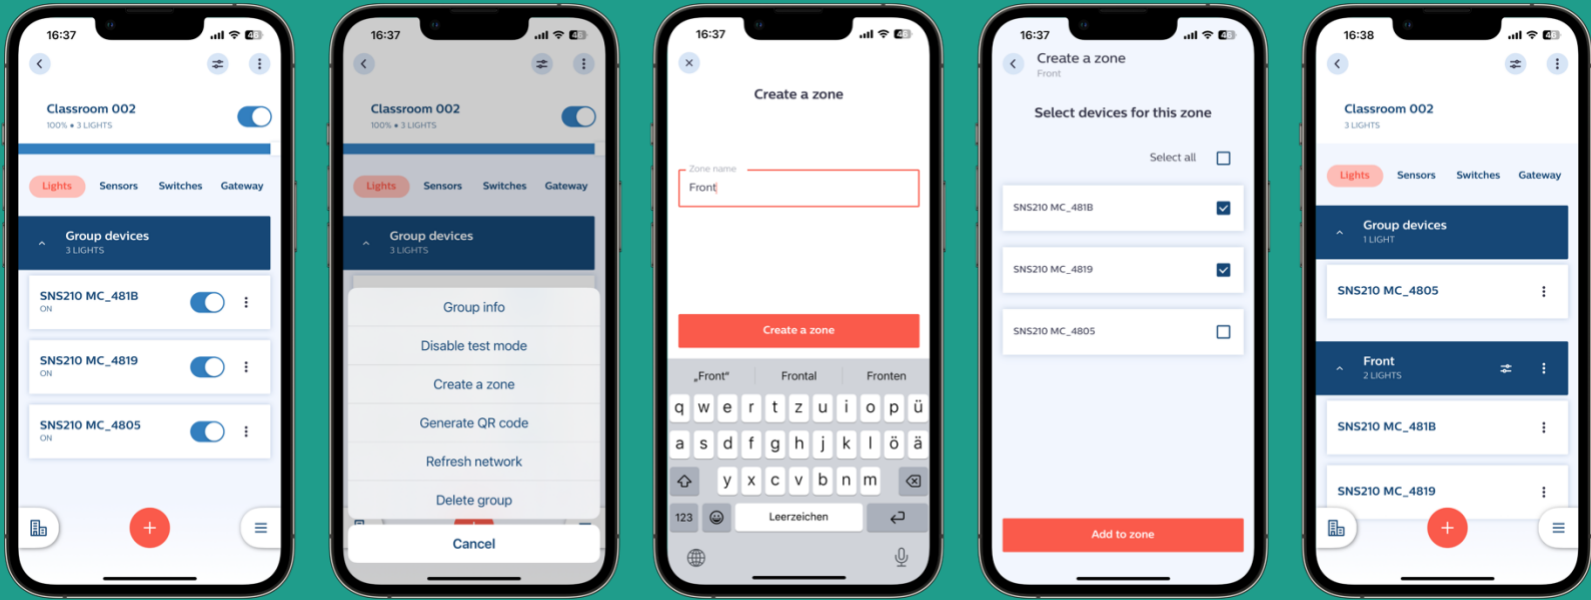 16:37
Classroom 002
100% • 3 LIGHTS
Lights Sensors Switches Gateway
Group devices
3 LIGHTS
SNS210 MC_481B
ON
SNS210 MC_4819
ON
SNS210 MC_4805
ON
16:37
Classroom 002
100% • 3 LIGHTS
Lights Sensors Switches Gateway
Group devices
3 LIGHTS
Group info
Disable test mode
Create a zone
Generate QR code
Refresh network
Delete group
Cancel
16:37
Create a zone
Zone name
Front
Create a zone
„Front“ Frontal Fronten
q w e r t z u i o p ü
a s d f g h j k l ö ä
y x c v b n m
123 Leerzeichen
16:37
Create a zone
Front
Select devices for this zone
Select all
SNS210 MC_481B
SNS210 MC_4819
SNS210 MC_4805
Add to zone
16:38
Classroom 002
3 LIGHTS
Lights Sensors Switches Gateway
Group devices
1 LIGHT
SNS210 MC_4805
Front
2 LIGHTS
SNS210 MC_481B
SNS210 MC_4819